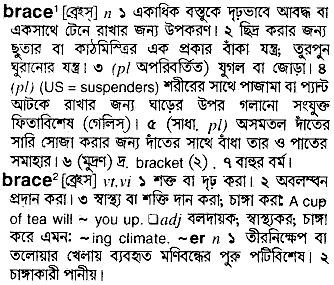 brace¹ [ব্রেইস্] n ১ একাধিক বস্তুকে দৃঢ়ভাবে আবদ্ধ বা
একসাথে টেনে রাখার জন্য উপকরণ। ২ ছিদ্র করার জন্য
ছুতার বা কাঠমিস্ত্রির এক প্রকার বাঁকা যন্ত্র; তুরপুন
ঘুরানোর যন্ত্র। ৩ (pl অপরিবর্তিত) যুগল বা জোড়া। ৪
(pl) (US = suspenders) শরীরের সাথে পাজামা বা প্যান্ট
আটকে রাখার জন্য ঘাড়ের উপর গলানো সংযুক্ত
ফিতাবিশেষ (গেলিস)। ৫ (সাধা. pl) অসমতল দাঁতের
সারি সোজা করার জন্য দাঁতের সাথে বাঁধা তার ও পাতের
সমাহার। ৬ (মুদ্রণ) দ্র. bracket (২). ৭ বাহুর বর্ম।
brace² [ব্রেইস্] vt,vi ১ শক্ত বা দৃঢ় করা। ২ অবলম্বন
প্রদান করা। ৩ স্বাস্থ্য বা শক্তি দান করা; চাঙ্গা করা: A cup
of tea will ~ you up. □adj বলদায়ক; স্বাস্থ্যকর; চাঙ্গা
করে এমন: ~ing climate. ~er n ১ তীরনিক্ষেপ বা
তলোয়ার খেলায় ব্যবহৃত মণিবন্ধের পুরু পটিবিশেষ। ২
চাঙ্গাকারী পানীয়।